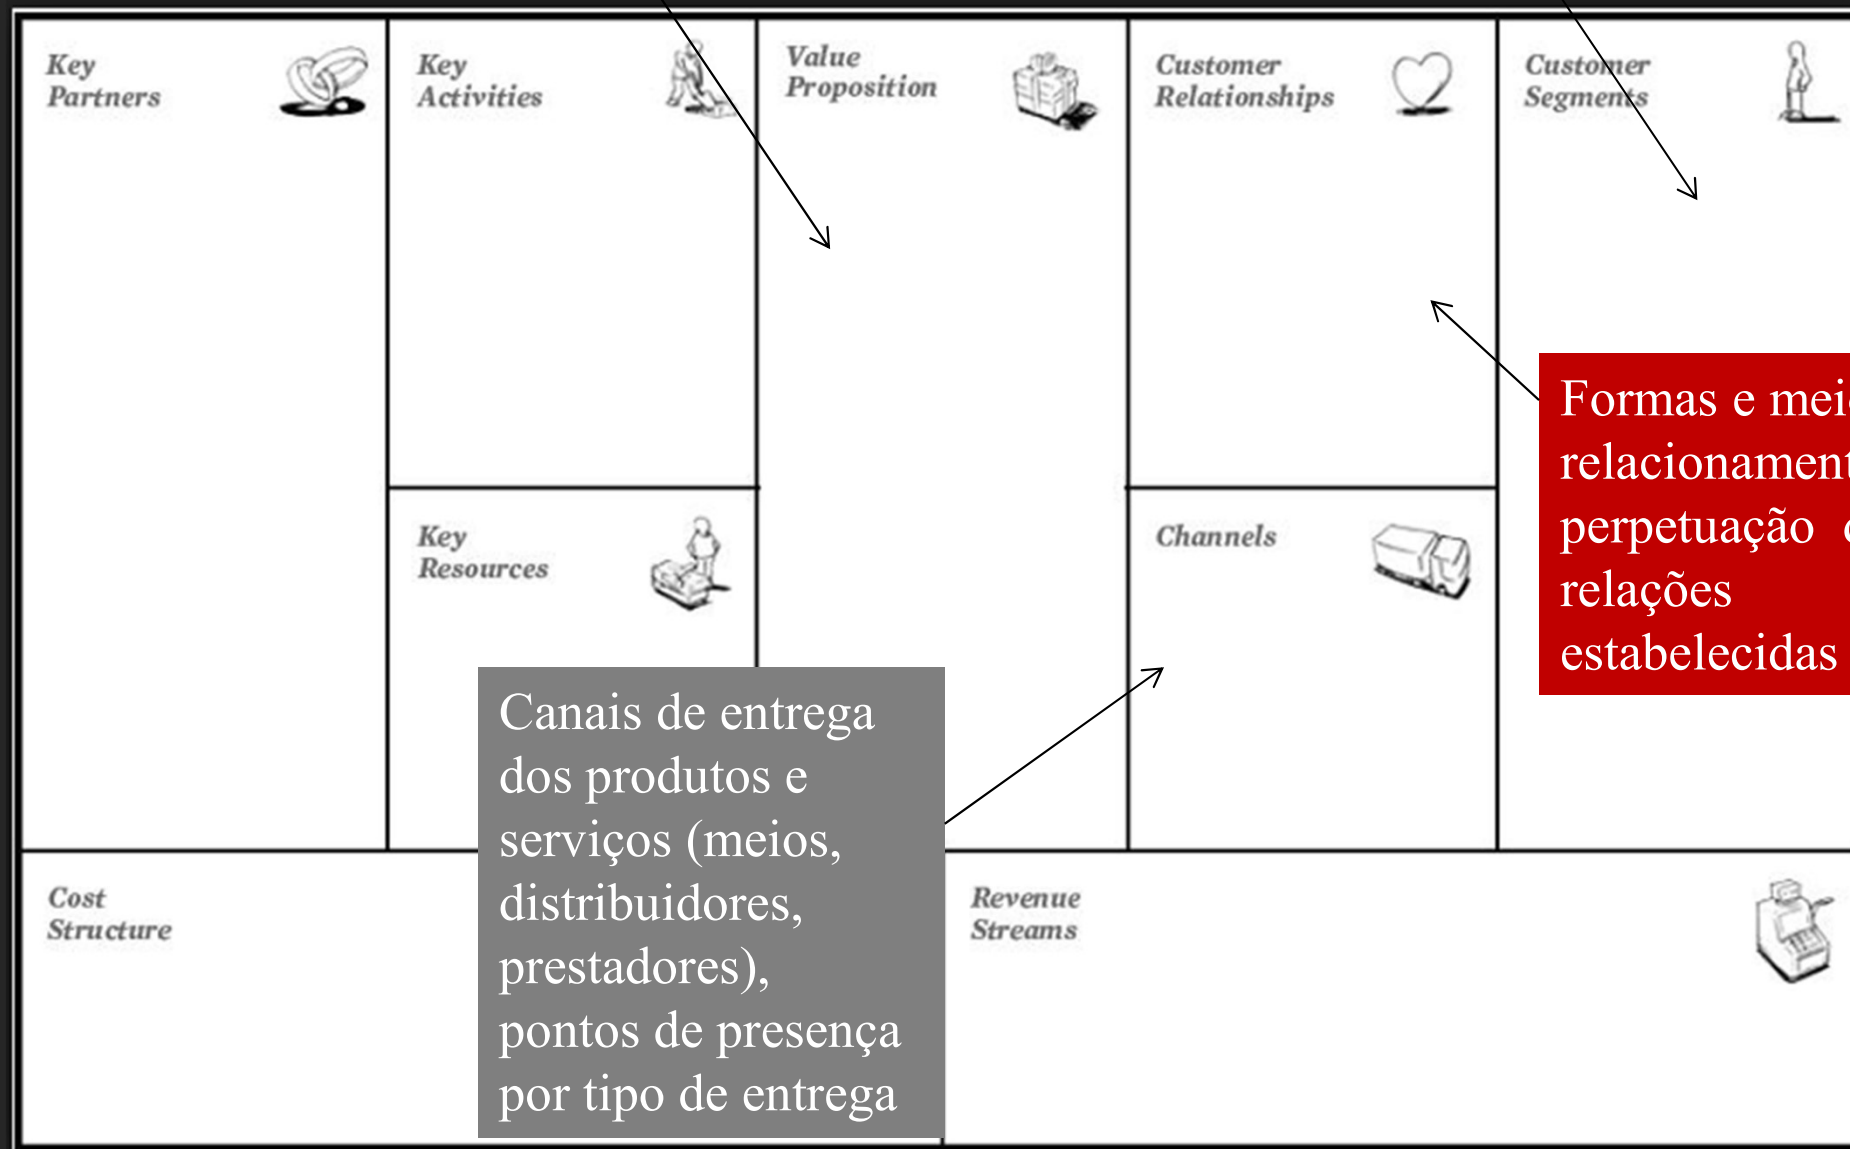 Key
Partners
Key
Activities
Value
Proposition
Customer
Relationships
Customer
Segments
Key
Resources
Channels
Formas e
relações
perpetuação
estabelecidas
Canais de entrega
dos produtos e
serviços (meios,
distribuidores,
prestadores),
pontos de presença
por tipo de entrega
Cost
Structure
Revenue
Streams